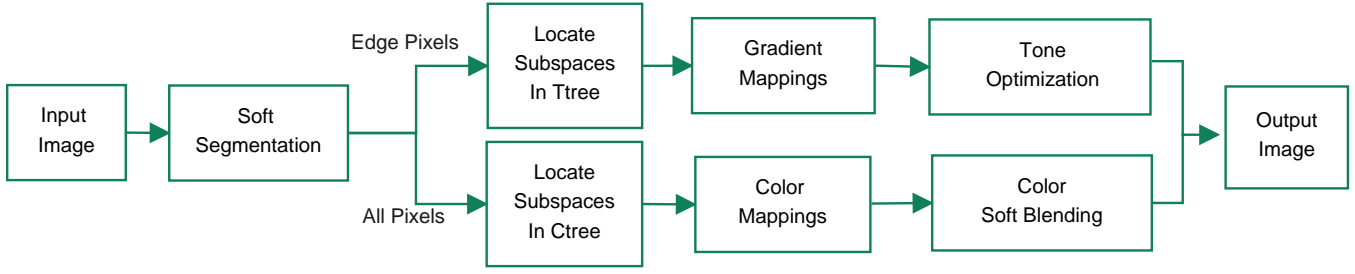 Input
Image
Soft
Segmentation
Edge Pixels
Locate
Subspaces
In Ttree
Gradient
Mappings
Tone
Optimization
All Pixels
Locate
Subspaces
In Ctree
Color
Mappings
Color
Soft Blending
Output
Image